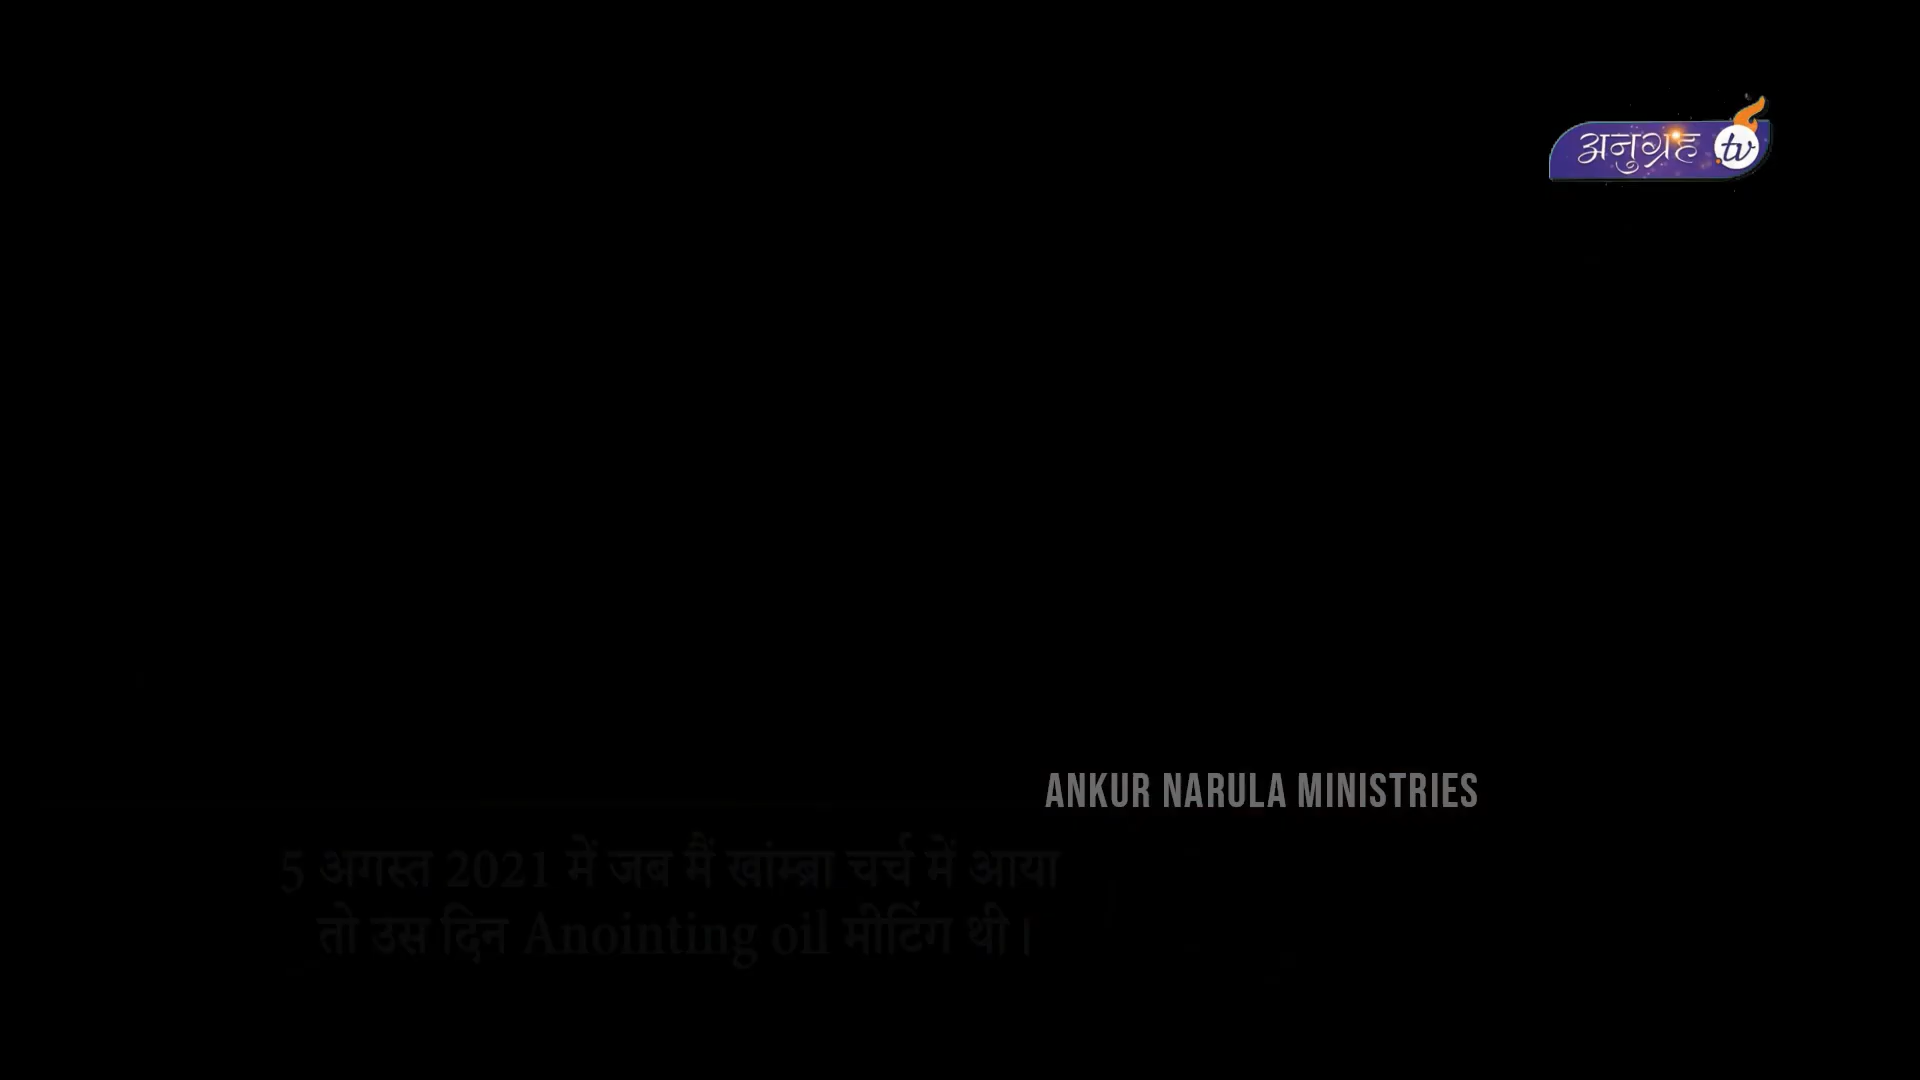 अनुग्रह .tv
ANKUR NARULA MINISTRIES
5 अगस्त 2021 में जब मैं खांम्ब्रा चर्च में आया
तो उस दिन Anointing oil मीटिंग थी।